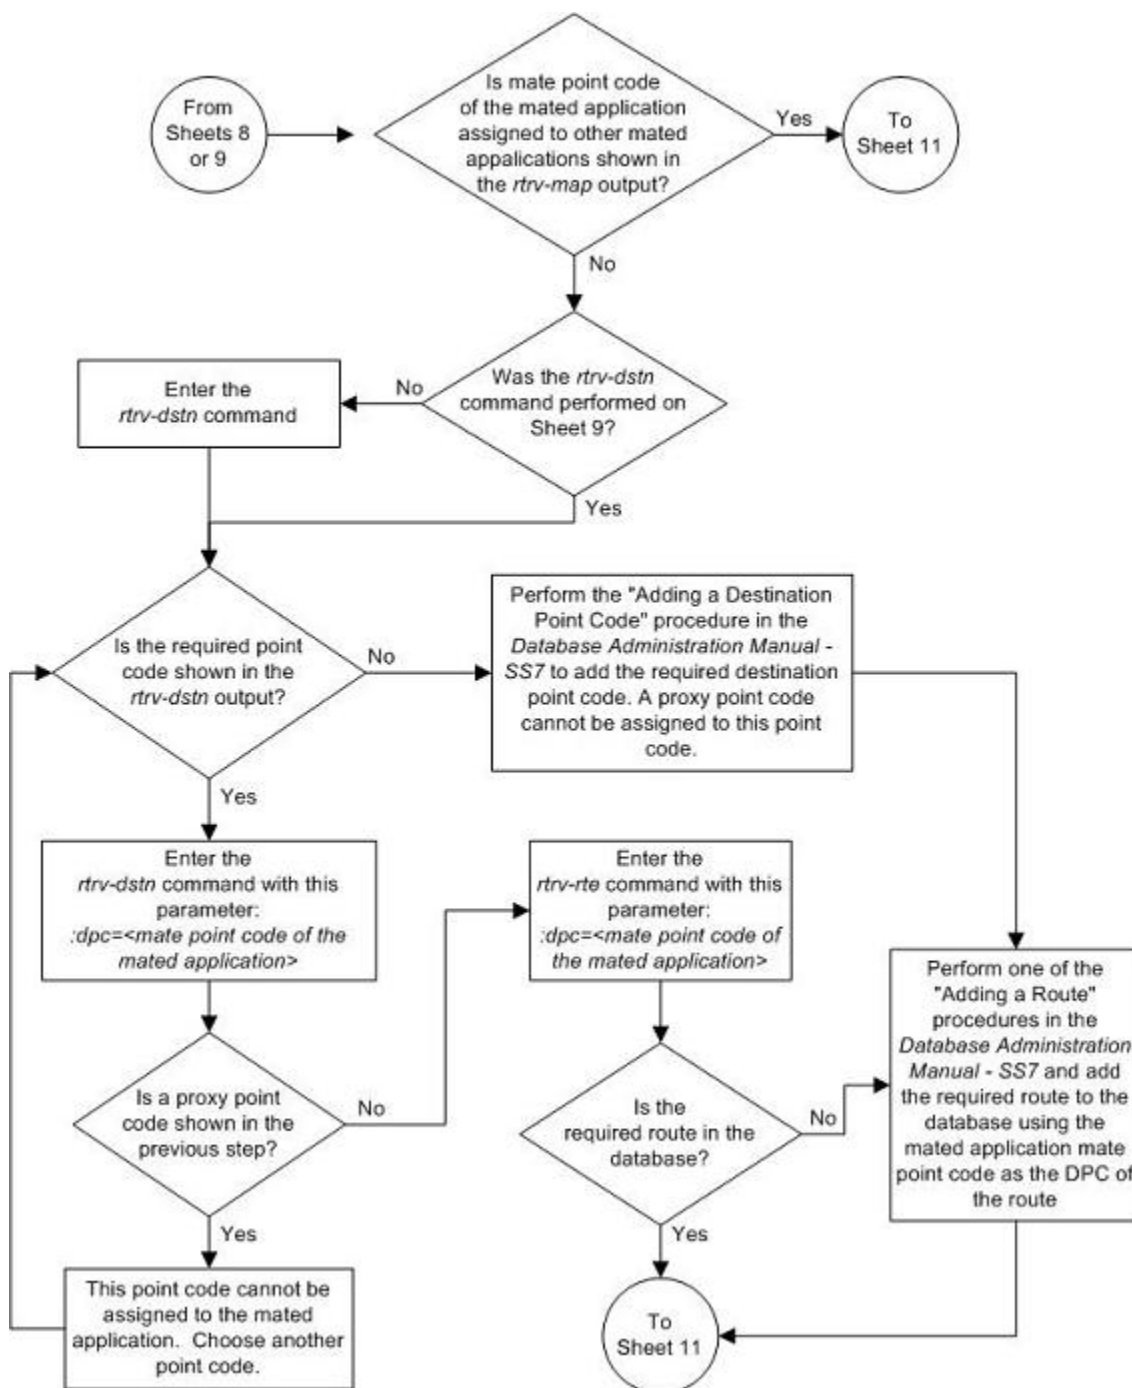 From
Sheets 8
or 9
Is mate point code
of the mated application
assigned to other mated
appalications shown in
the rtrv-map output?
Yes
To
Sheet 11
No
Was the rtrv-dstn
command performed on
Sheet 9?
No
Enter the
rtrv-dstn command
Yes
Is the required point
code shown in the
rtrv-dstn output?
No
Perform the "Adding a Destination
Point Code" procedure in the
Database Administration Manual -
SS7 to add the required destination
point code. A proxy point code
cannot be assigned to this point
code.
Yes
Enter the
rtrv-dstn command with this
parameter:
:dpc=<mate point code of the
mated application>
Enter the
rtrv-rte command with this
parameter:
:dpc=<mate point code of
the mated application>
Perform one of the
"Adding a Route"
procedures in the
Database Administration
Manual - SS7 and add
the required route to the
database using the
mated application mate
point code as the DPC of
the route
Is a proxy point
code shown in the
previous step?
No
Is the
required route in the
database?
No
Yes
Yes
This point code cannot be
assigned to the mated
application.  Choose another
point code.
To
Sheet 11